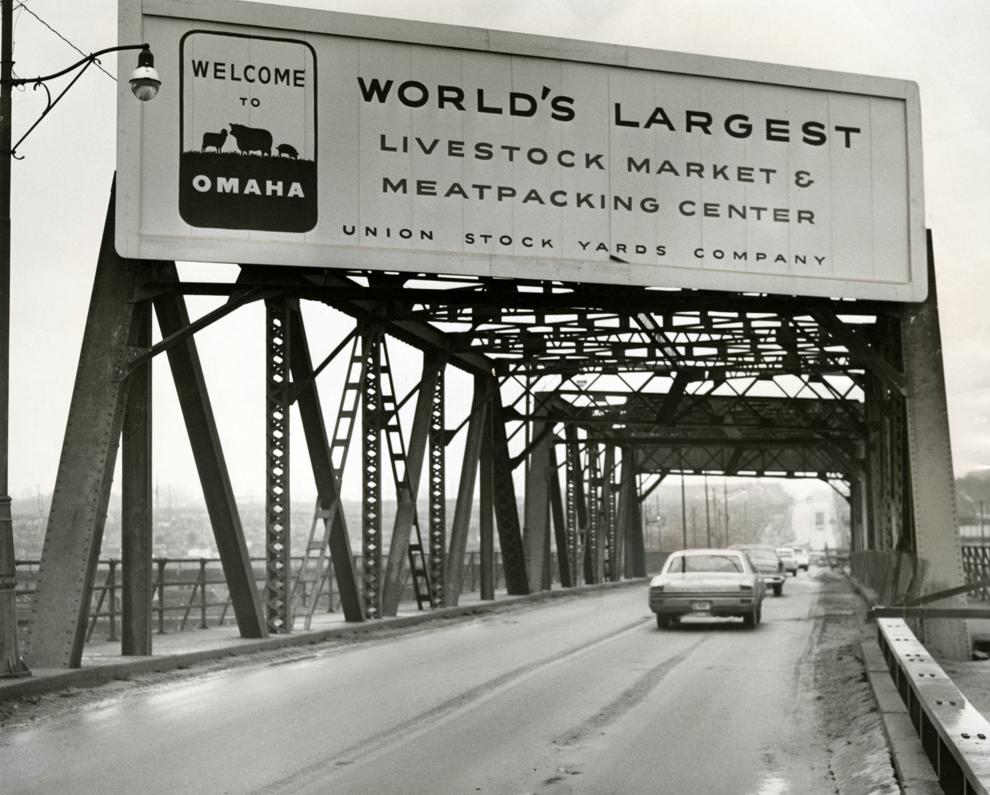 WELCOME
TO
OMAHA
WORLD'S LARGEST
LIVESTOCK MARKET &
MEATPACKING CENTER
UNION STOCK YARDS COMPANY